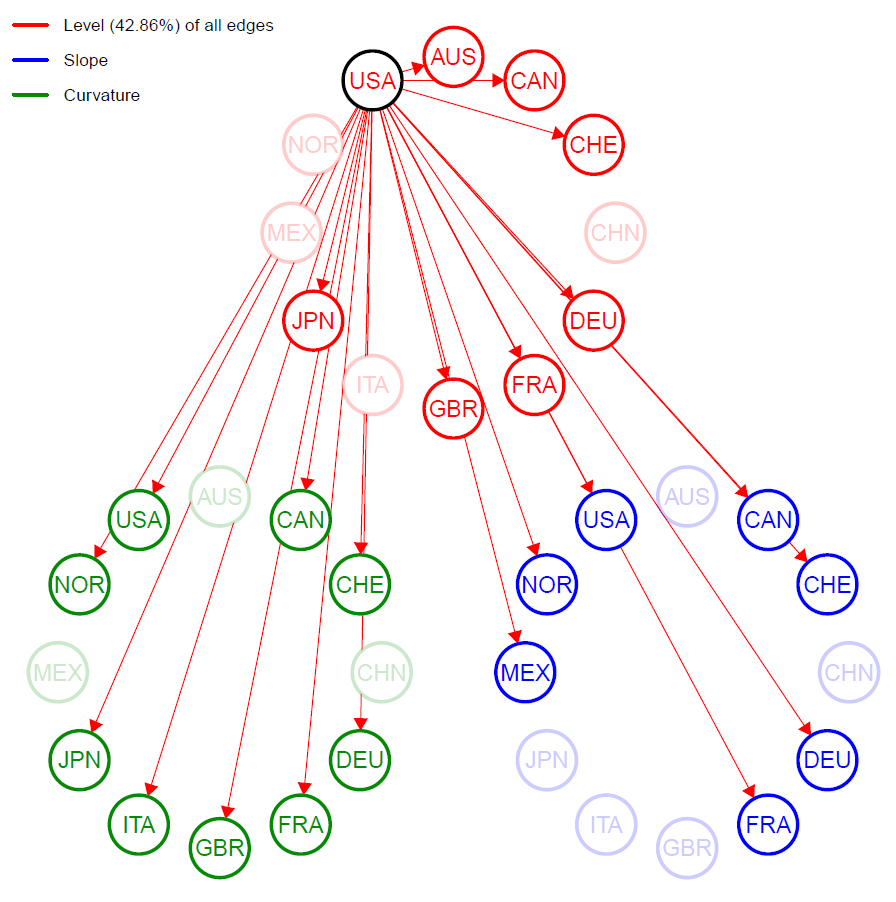 Level (42.86%) of all edges
Slope
Curvature
AUS
USA
CAN
NOR
CHE
MEX
CHN
JPN
DEU
ITA
FRA
GBR
AUS
AUS
USA
CAN
USA
CAN
NOR
CHE
NOR
CHE
MEX
CHN
MEX
CHN
JPN
DEU
JPN
DEU
ITA
FRA
ITA
FRA
GBR
GBR